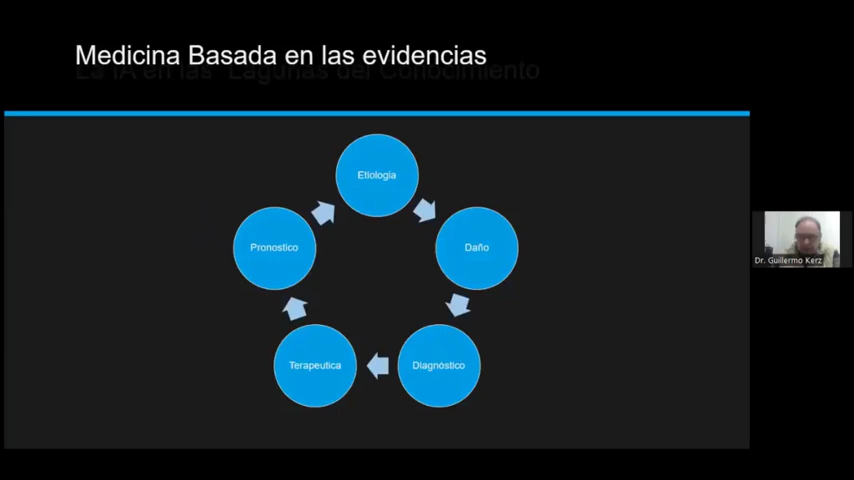 Medicina Basada en las evidencias
La IA en las "Lagunas del Conocimiento
Etiologia
Pronostico
Daño
Terapeutica
Diagnóstico
Dr. Guillermo Kerz